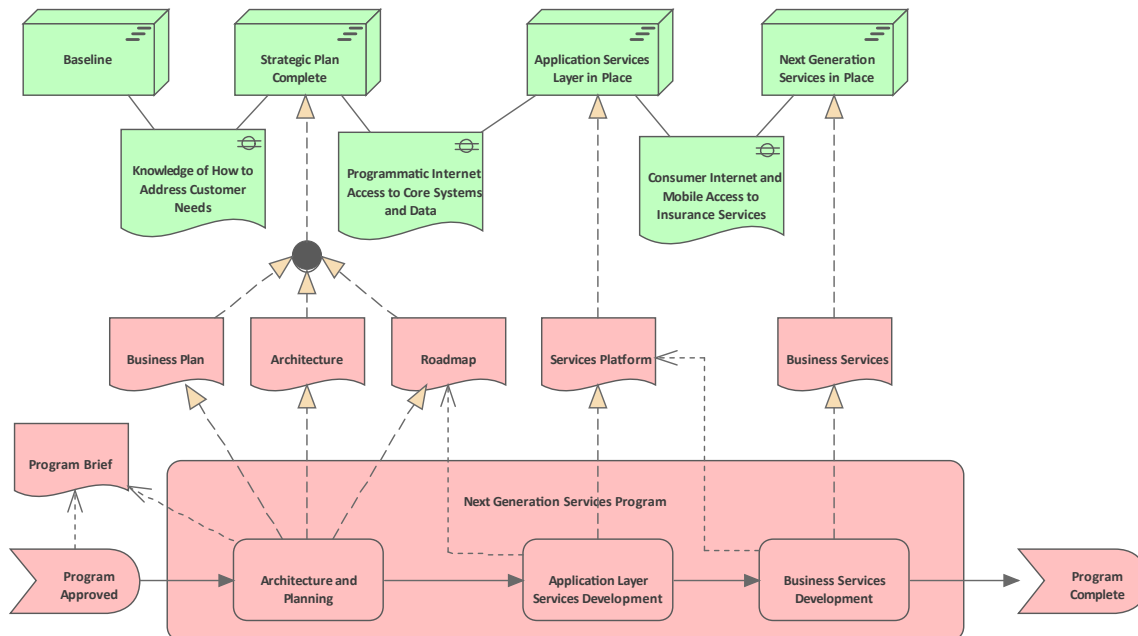 Baseline
Strategic Plan
Complete
Application Services
Layer in Place
Next Generation
Services in Place
Knowledge of How to
Address Customer
Needs
Programmatic Internet
Access to Core Systems
and Data
Consumer Internet and
Mobile Access to
Insurance Services
Business Plan
Architecture
Roadmap
Services Platform
Business Services
Program Brief
Next Generation Services Program
Program
Approved
Architecture and
Planning
Application Layer
Services Development
Business Services
Development
Program
Complete